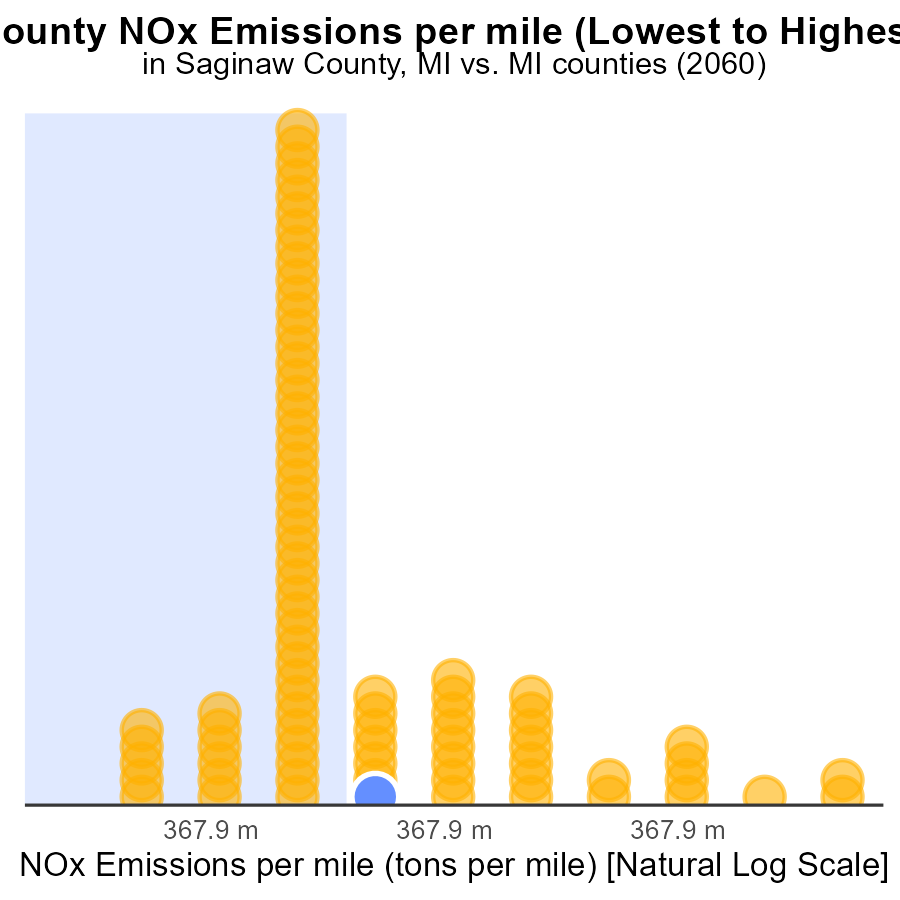 ounty NOx Emissions per mile (Lowest to Highes
in Saginaw County, MI vs. MI counties (2060)
367.9 m 367.9 m 367.9 m
NOx Emissions per mile (tons per mile) [Natural Log Scale]